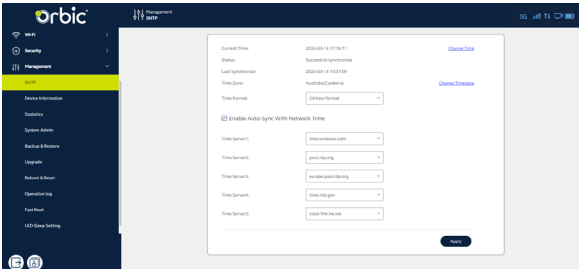 Orbic
Management
SNTP
5G
Wi-Fi
Security
Management
SNTP
Device Information
Statistics
System Admin
Backup & Restore
Upgrade
Reboot & Reset
Operation log
Fast Boot
LED Sleep Setting
Current Time: 2024-03-14 17:16:11 Change Time
Status: Succeed to synchronize
Last Synchronize: 2024-03-14 16:31:09
Time Zone: Australia/Canberra Change Timezone
Time Format: 24-hour format
Enable Auto-Sync With Network Time
Time Server1: time.windows.com
Time Server2: pool.ntp.org
Time Server3: europe.pool.ntp.org
Time Server4: time.nist.gov
Time Server5: clock.fmt.he.net
Apply